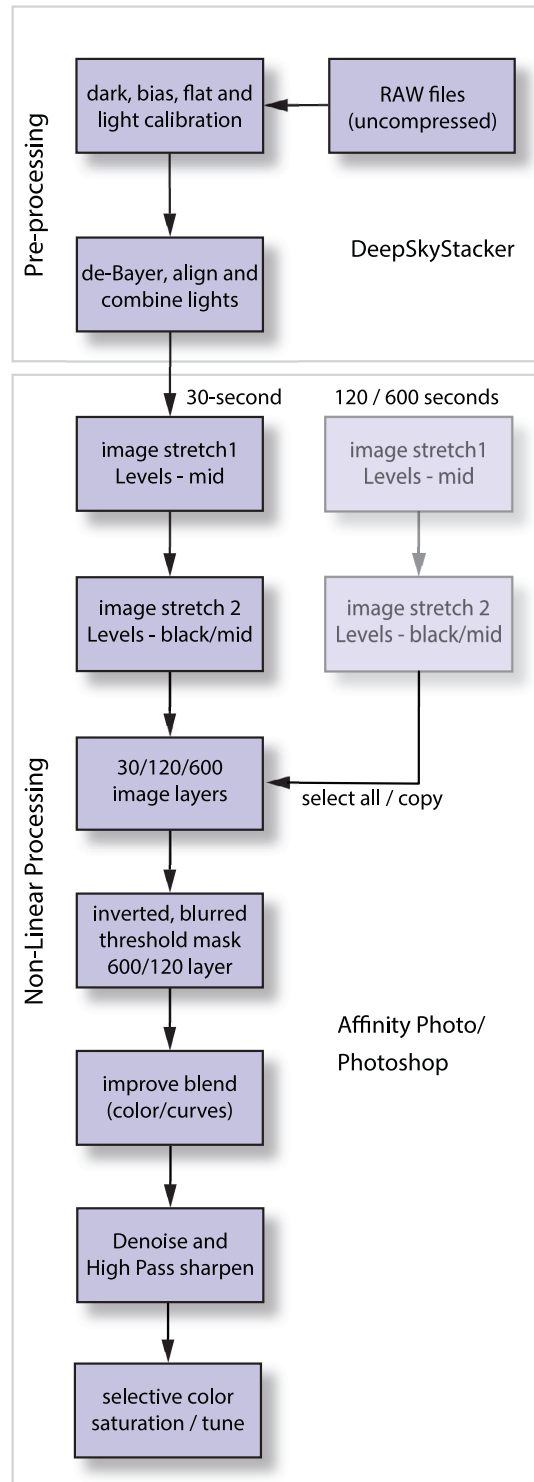 Pre-processing
RAW files
(uncompressed)
dark, bias, flat and
light calibration
DeepSkyStacker
de-Bayer, align and
combine lights
Non-Linear Processing
30-second
image stretch1
Levels - mid
120 / 600 seconds
image stretch1
Levels - mid
image stretch 2
Levels - black/mid
image stretch 2
Levels - black/mid
select all / copy
30/120/600
image layers
inverted, blurred
threshold mask
600/120 layer
Affinity Photo/
Photoshop
improve blend
(color/curves)
Denoise and
High Pass sharpen
selective color
saturation / tune